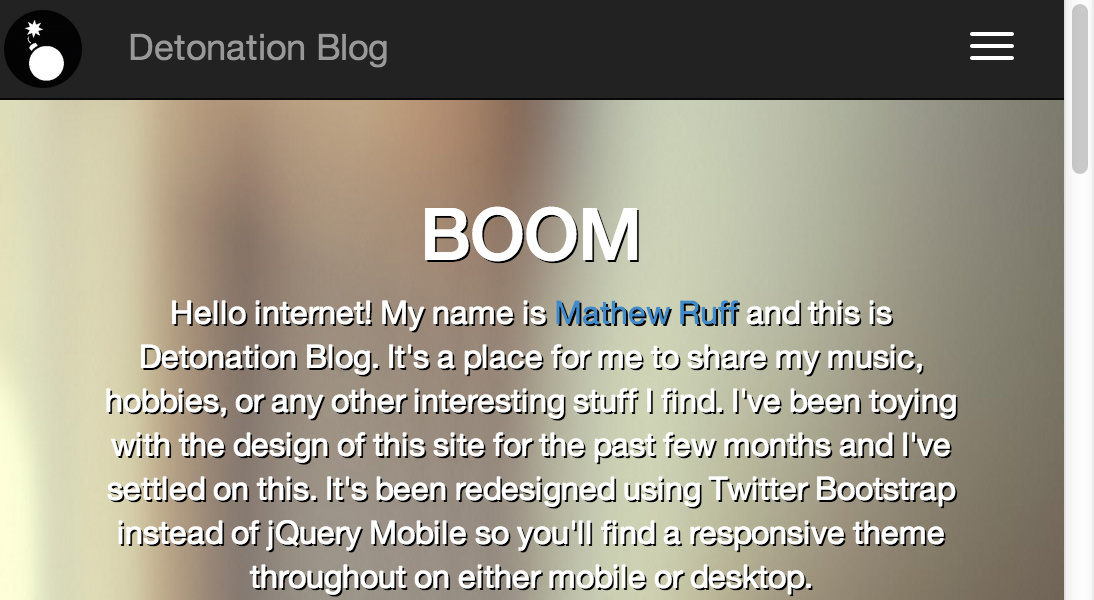 Detonation Blog
BOOM
Hello internet! My name is Mathew Ruff and this is
Detonation Blog. It's a place for me to share my music,
hobbies, or any other interesting stuff I find. I've been toying
with the design of this site for the past few months and I've
settled on this. It's been redesigned using Twitter Bootstrap
instead of jQuery Mobile so you'll find a responsive theme
throughout on either mobile or desktop.